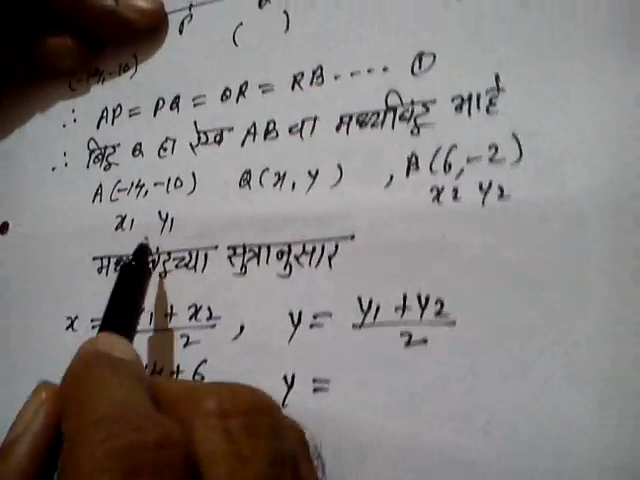 (-14,-10)
∴ AP = PQ = QR = RB .... ①
∴ बिंदू Q हा रेख AB चा मध्यबिंदू आहे
A(-14,-10) Q(x, y) , B(6,-2)
x1 y1 x2 y2
सूत्रानुसार
x = + x2 / 2 , y = y1 + y2 / 2
+ 6 y =